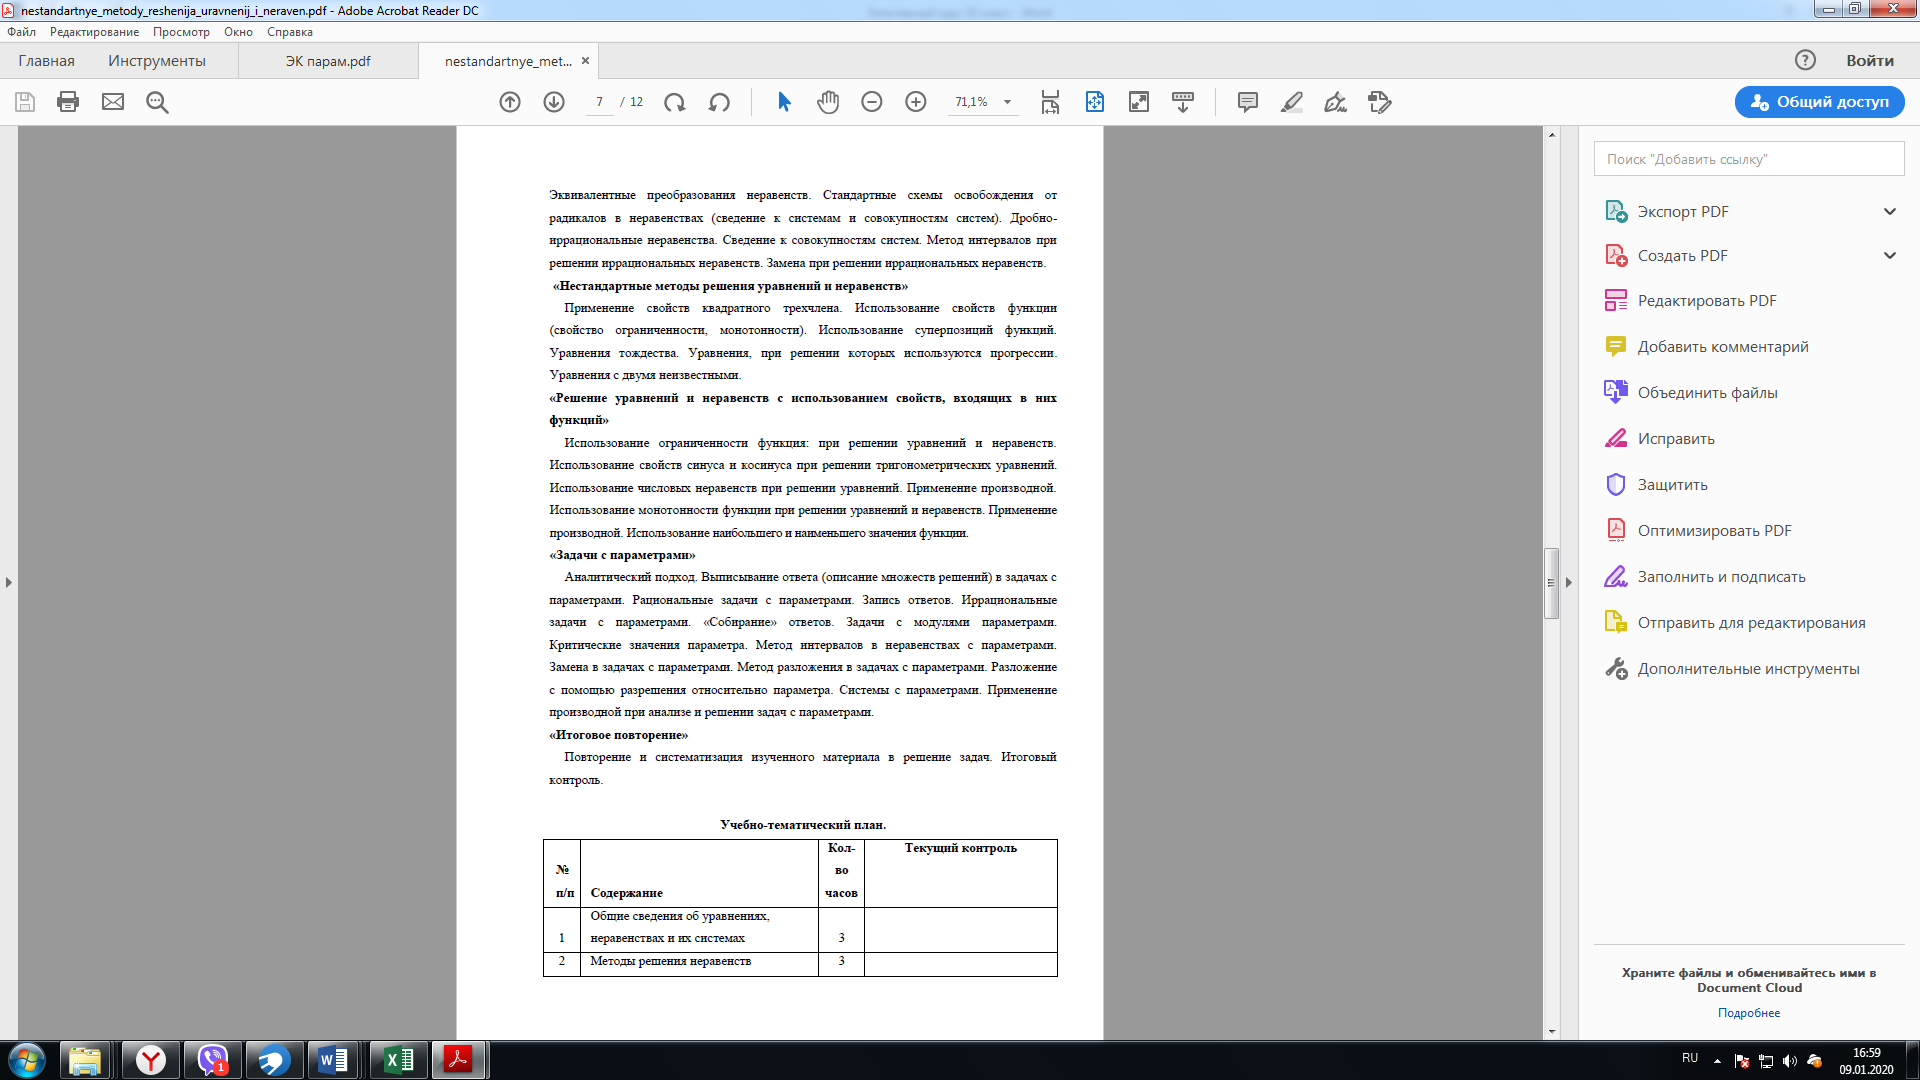 nestandartnye_metody_reshenija_uravnenij_i_neraven.pdf - Adobe Acrobat Reader DC
Файл Редактирование Просмотр Окно Справка
Главная Инструменты ЭК парам.pdf nestandartnye_met... × Войти
7 / 12 71,1% Общий доступ
Эквивалентные преобразования неравенств. Стандартные схемы освобождения от
радикалов в неравенствах (сведение к системам и совокупностям систем). Дробно-
иррациональные неравенства. Сведение к совокупностям систем. Метод интервалов при
решении иррациональных неравенств. Замена при решении иррациональных неравенств.
«Нестандартные методы решения уравнений и неравенств»
Применение свойств квадратного трехчлена. Использование свойств функции
(свойство ограниченности, монотонности). Использование суперпозиций функций.
Уравнения тождества. Уравнения, при решении которых используются прогрессии.
Уравнения с двумя неизвестными.
«Решение уравнений и неравенств с использованием свойств, входящих в них
функций»
Использование ограниченности функция: при решении уравнений и неравенств.
Использование свойств синуса и косинуса при решении тригонометрических уравнений.
Использование числовых неравенств при решении уравнений. Применение производной.
Использование монотонности функции при решении уравнений и неравенств. Применение
производной. Использование наибольшего и наименьшего значения функции.
«Задачи с параметрами»
Аналитический подход. Выписывание ответа (описание множеств решений) в задачах с
параметрами. Рациональные задачи с параметрами. Запись ответов. Иррациональные
задачи с параметрами. «Собирание» ответов. Задачи с модулями параметрами.
Критические значения параметра. Метод интервалов в неравенствах с параметрами.
Замена в задачах с параметрами. Метод разложения в задачах с параметрами. Разложение
с помощью разрешения относительно параметра. Системы с параметрами. Применение
производной при анализе и решении задач с параметрами.
«Итоговое повторение»
Повторение и систематизация изученного материала в решение задач. Итоговый
контроль.
Учебно-тематический план.
№ п/п Содержание Кол-во часов Текущий контроль
1 Общие сведения об уравнениях, неравенствах и их системах 3
2 Методы решения неравенств 3
Поиск "Добавить ссылку"
Экспорт PDF
Создать PDF
Редактировать PDF
Добавить комментарий
Объединить файлы
Исправить
Защитить
Оптимизировать PDF
Заполнить и подписать
Отправить для редактирования
Дополнительные инструменты
Храните файлы и обменивайтесь ими в
Document Cloud
Подробнее
RU 16:59
09.01.2020